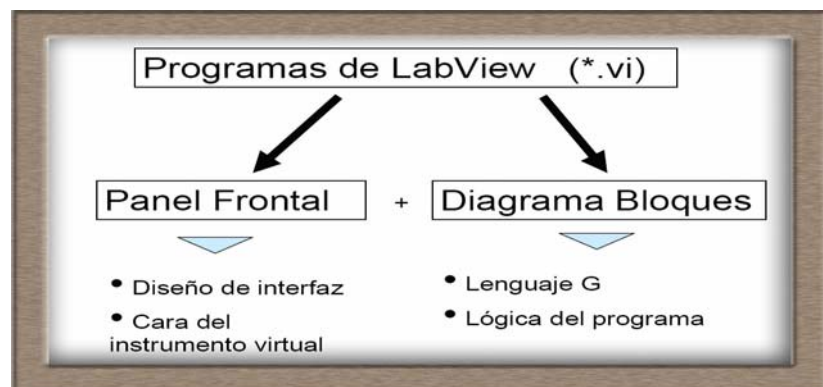 Programas de LabView (*.vi)
Panel Frontal + Diagrama Bloques
• Diseño de interfaz
• Cara del
instrumento virtual
• Lenguaje G
• Lógica del programa